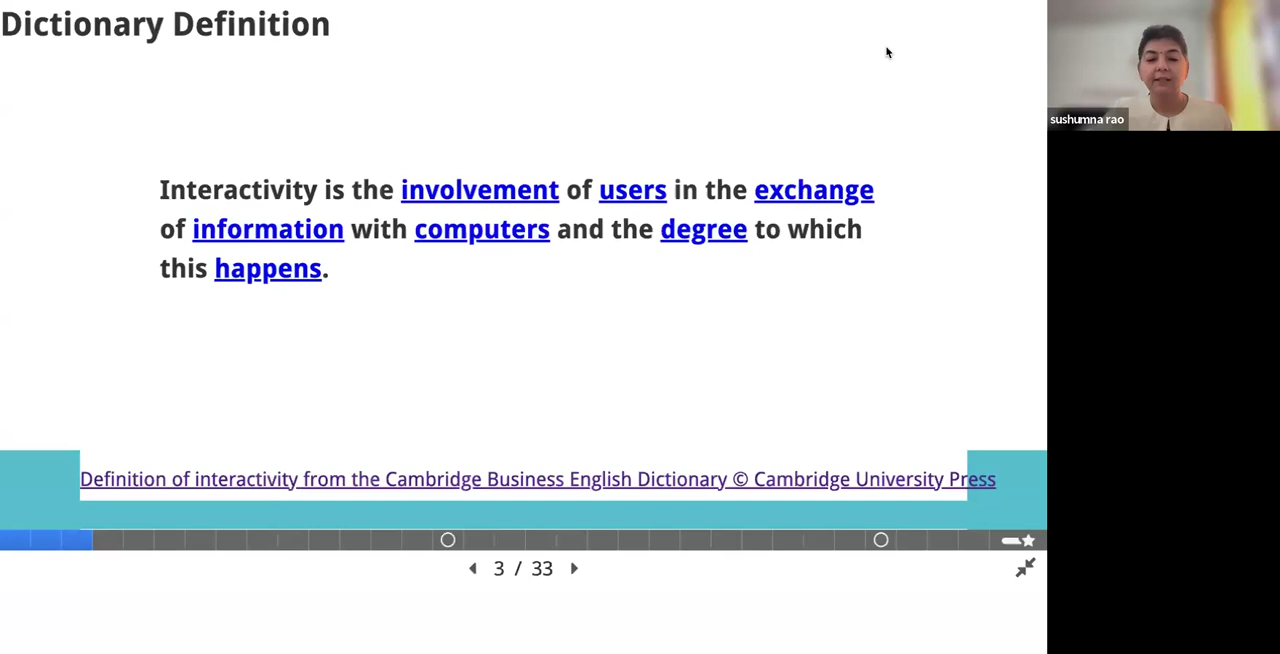 Dictionary Definition
sushumna rao
Interactivity is the involvement of users in the exchange
of information with computers and the degree to which
this happens.
Definition of interactivity from the Cambridge Business English Dictionary © Cambridge University Press
3 / 33